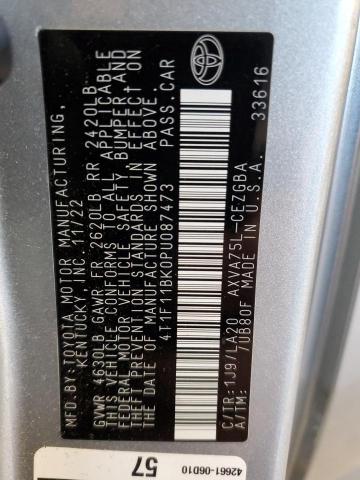 MFD.BY:TOYOTA MOTOR MANUFACTURING
KENTUCKY, INC. 11/22
GVWR 4630LB GAWR FR 2620LB RR 2420LB
THIS VEHICLE CONFORMS TO ALL APPLICABLE
FEDERAL MOTOR VEHICLE SAFETY, BUMPER, AND
THEFT PREVENTION STANDARDS IN EFFECT ON
THE DATE OF MANUFACTURE SHOWN ABOVE.
4T1F11BK0PU087473 PASS.CAR
C/TR:1J9/LA20 AXVA75L-CEZGBA
A/TM: 7UB80F MADE IN U.S.A. 33616
42661-06D10
57